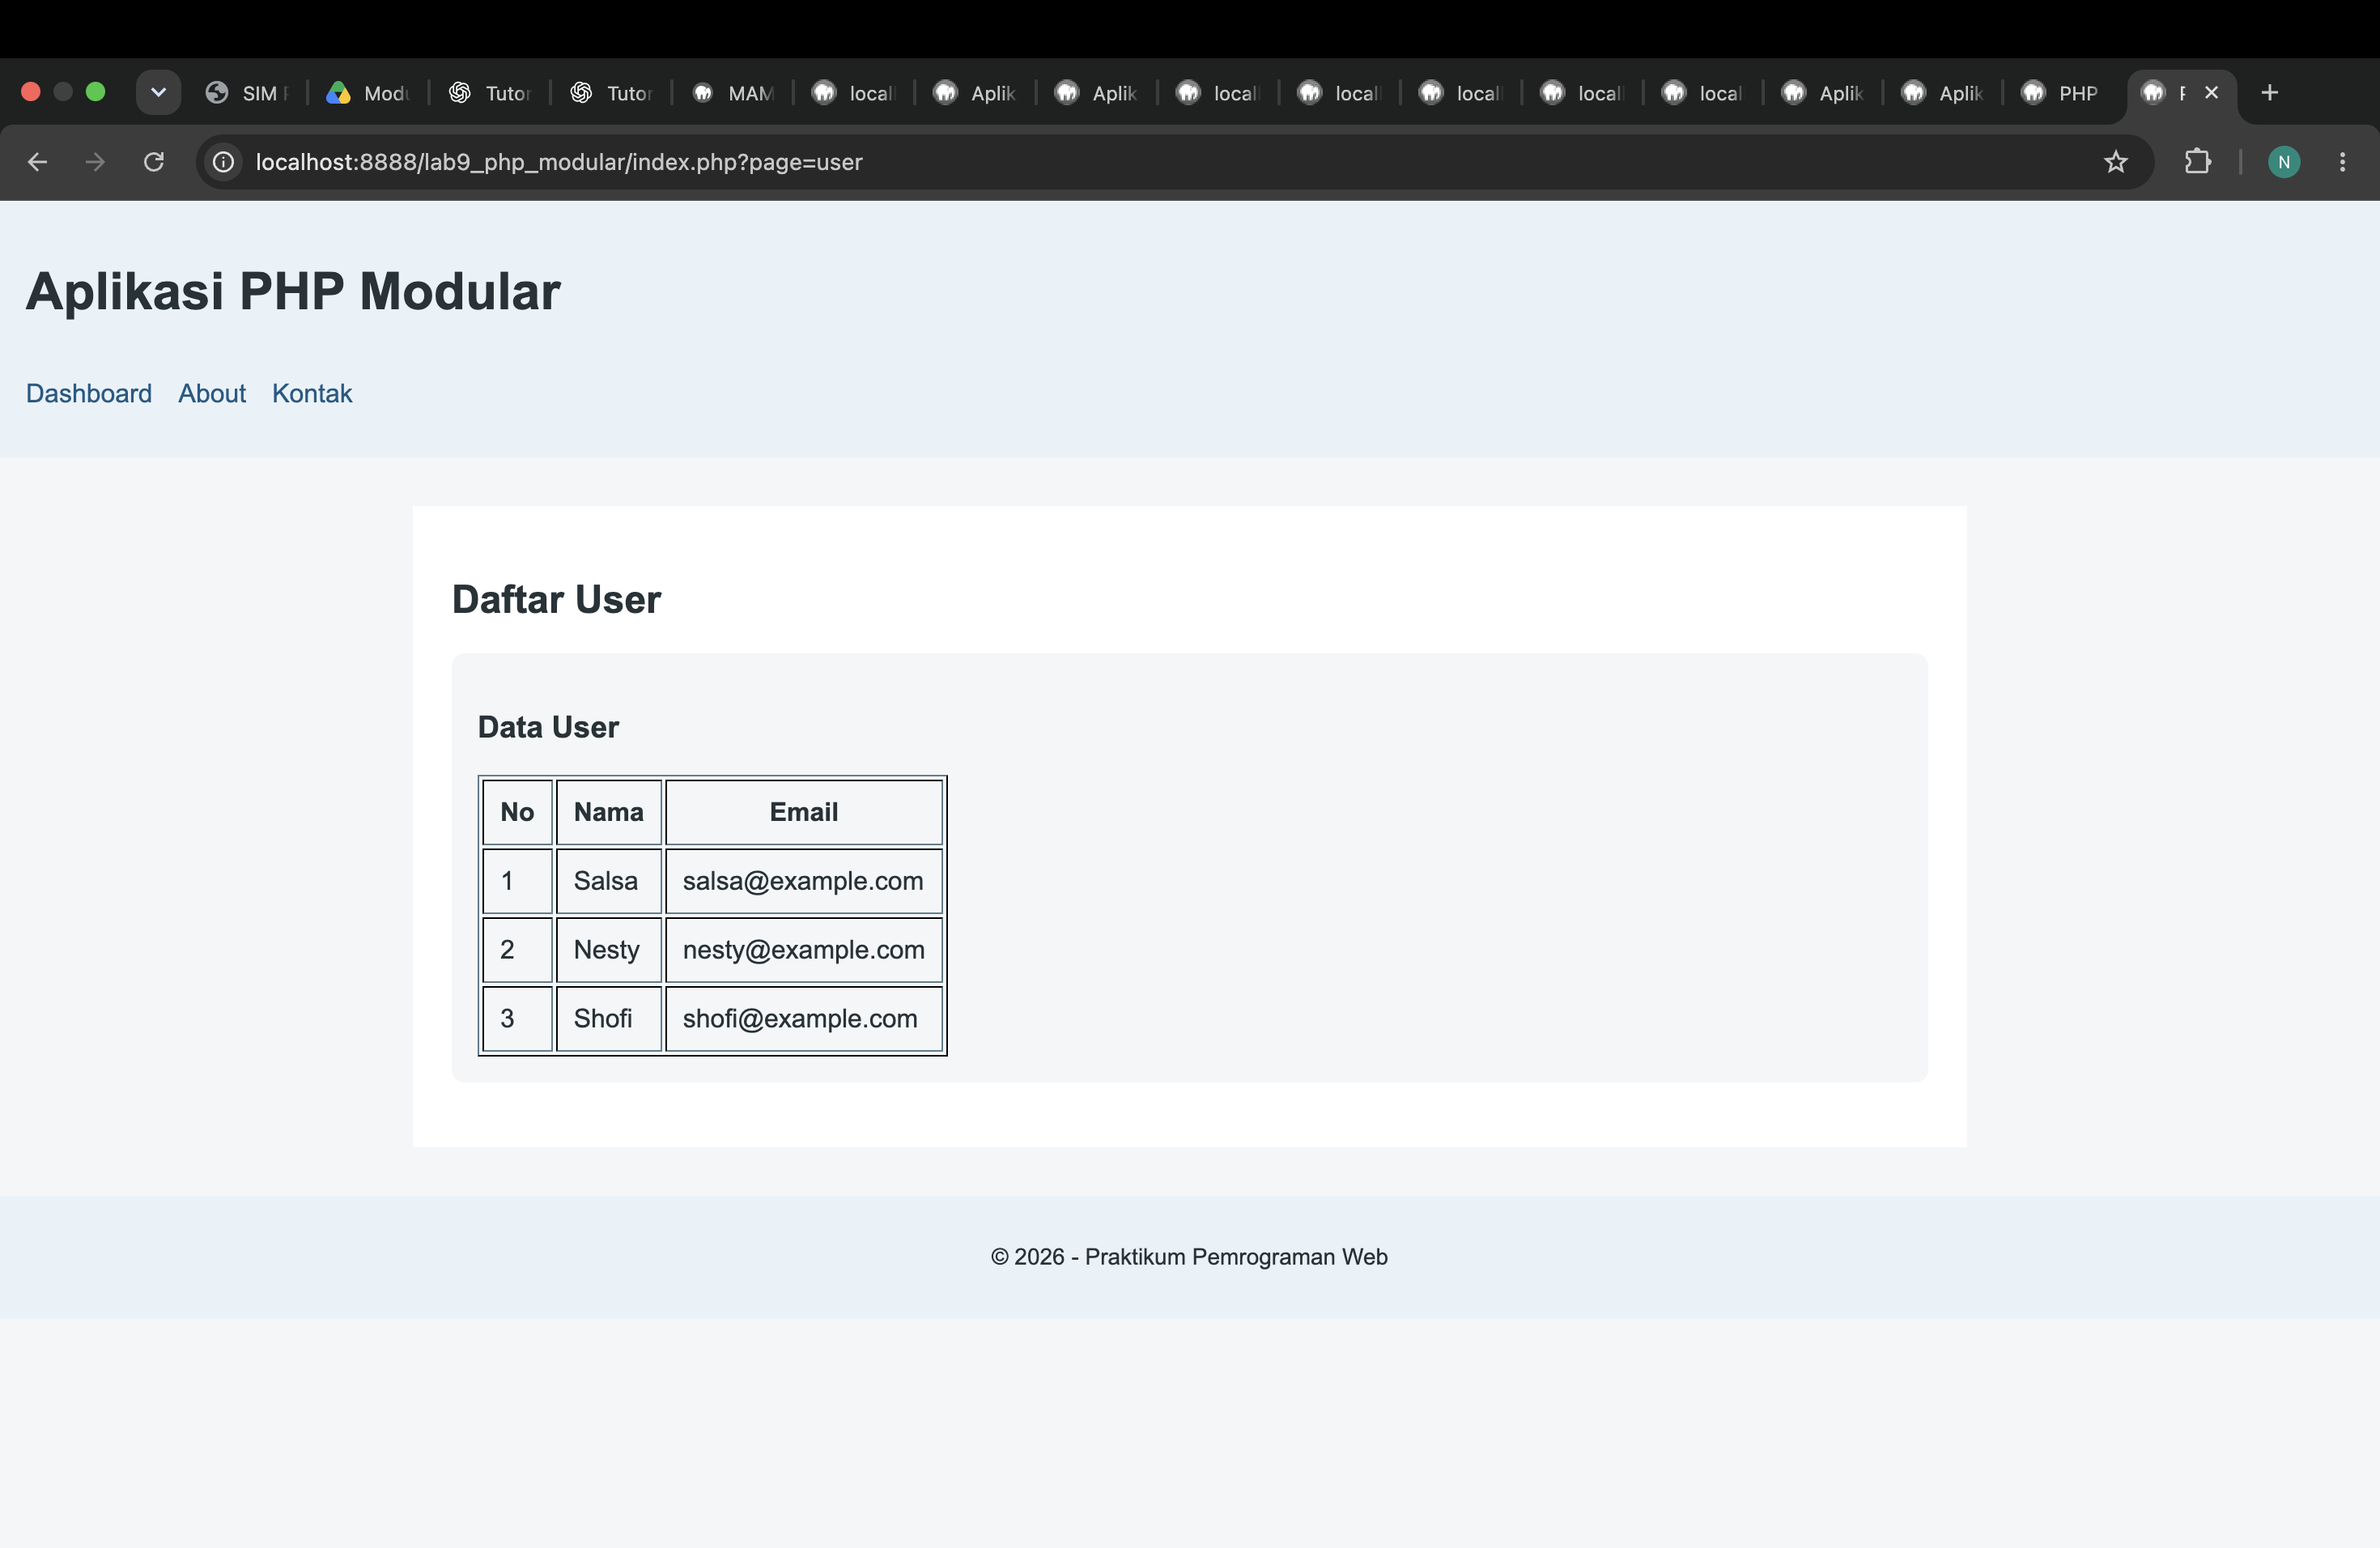 SIM
Modu
Tutor
Tutor
MAM
local
Aplik
Aplik
local
local
local
local
local
Aplik
Aplik
PHP
localhost:8888/lab9_php_modular/index.php?page=user
N
Aplikasi PHP Modular
Dashboard About Kontak
Daftar User
Data User
No Nama Email
1 Salsa salsa@example.com
2 Nesty nesty@example.com
3 Shofi shofi@example.com
© 2026 - Praktikum Pemrograman Web